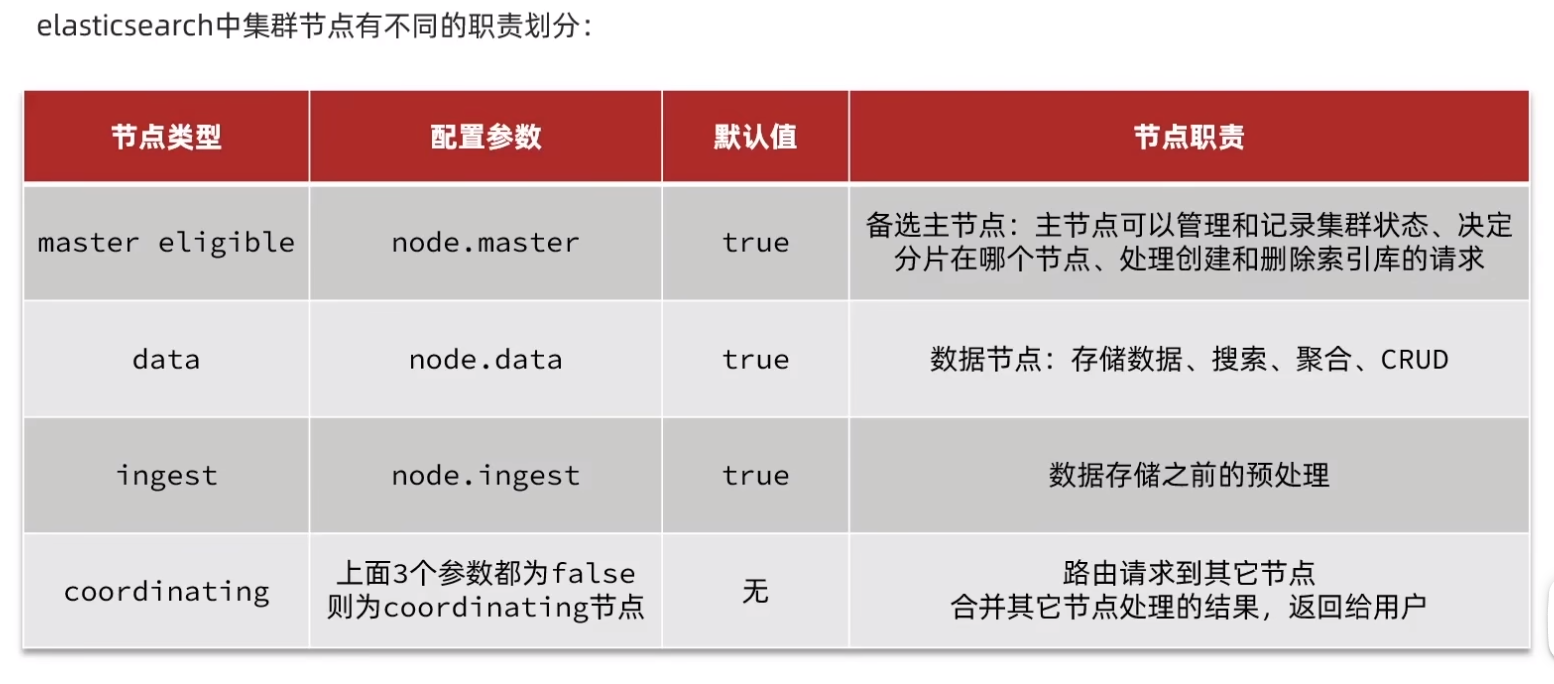 elasticsearch中集群节点有不同的职责划分：
节点类型 配置参数 默认值 节点职责
master eligible node.master true 备选主节点：主节点可以管理和记录集群状态、决定
分片在哪个节点、处理创建和删除索引库的请求
data node.data true 数据节点：存储数据、搜索、聚合、CRUD
ingest node.ingest true 数据存储之前的预处理
coordinating 上面3个参数都为false
则为coordinating节点 无 路由请求到其它节点
合并其它节点处理的结果，返回给用户